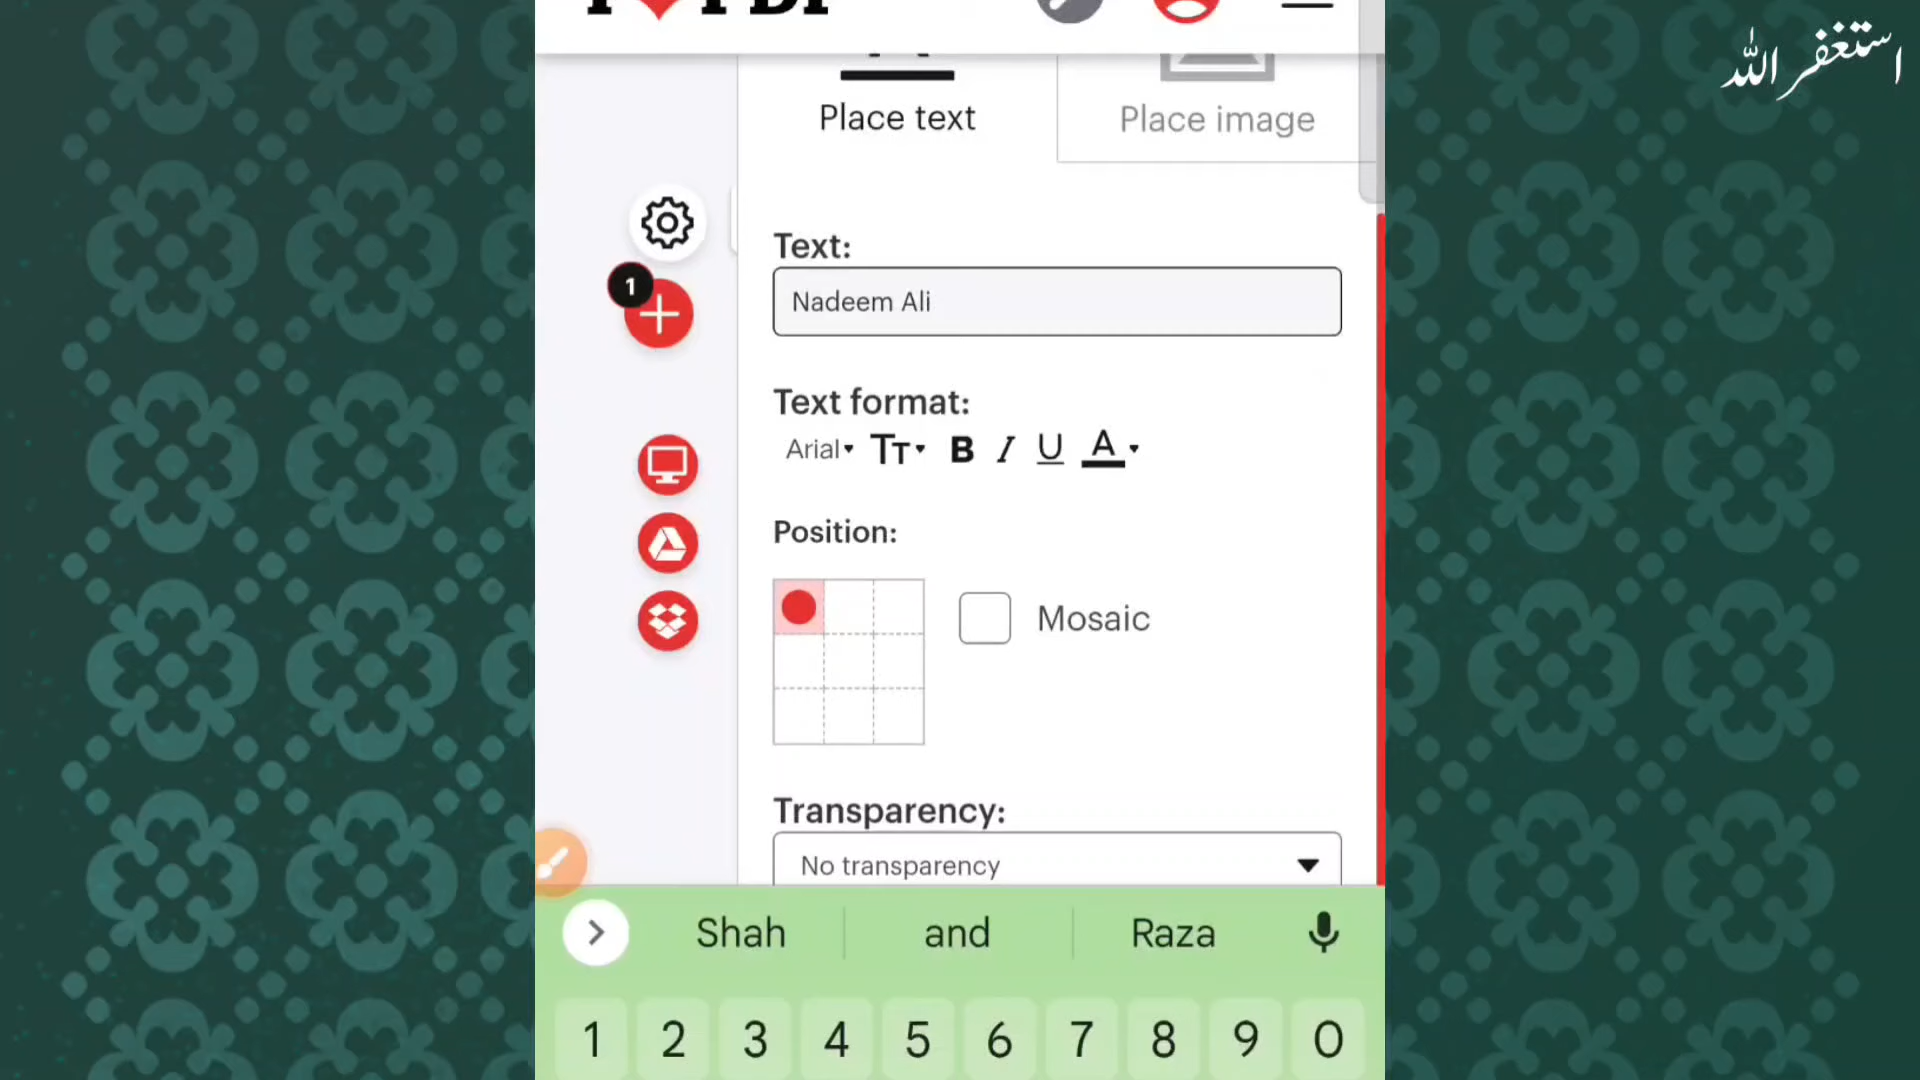 استغفر الله
Place text
Place image
Text:
1
Nadeem Ali
Text format:
Arial
B I U A
Position:
Mosaic
Transparency:
No transparency
Shah and Raza
1 2 3 4 5 6 7 8 9 0